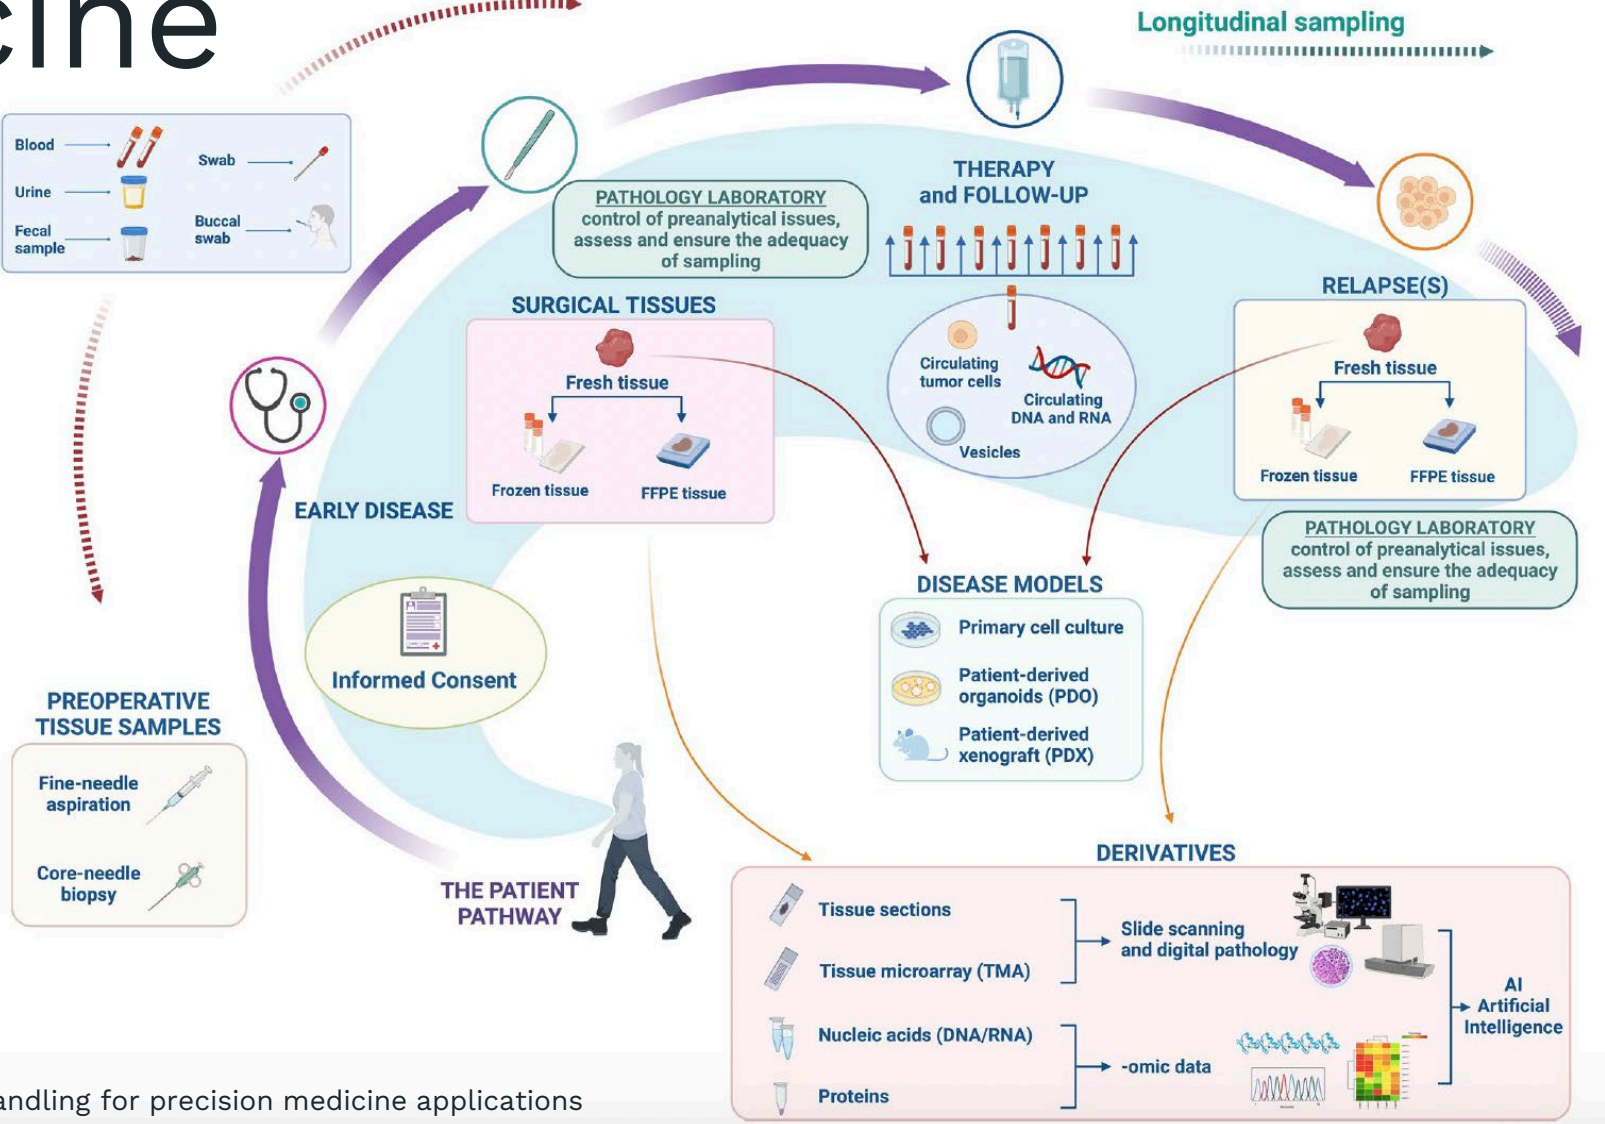 cine
Longitudinal sampling
Blood
Urine
Fecal
sample
Swab
Buccal
swab
PATHOLOGY LABORATORY
control of preanalytical issues,
assess and ensure the adequacy
of sampling
THERAPY
and FOLLOW-UP
SURGICAL TISSUES
Fresh tissue
Frozen tissue
FFPE tissue
Circulating
tumor cells
Circulating
DNA and RNA
Vesicles
RELAPSE(S)
Fresh tissue
Frozen tissue
FFPE tissue
PATHOLOGY LABORATORY
control of preanalytical issues,
assess and ensure the adequacy
of sampling
EARLY DISEASE
Informed Consent
DISEASE MODELS
Primary cell culture
Patient-derived
organoids (PDO)
Patient-derived
xenograft (PDX)
PREOPERATIVE
TISSUE SAMPLES
Fine-needle
aspiration
Core-needle
biopsy
THE PATIENT
PATHWAY
DERIVATIVES
Tissue sections
Tissue microarray (TMA)
Slide scanning
and digital pathology
Nucleic acids (DNA/RNA)
Proteins
-omic data
AI
Artificial
Intelligence
andling for precision medicine applications